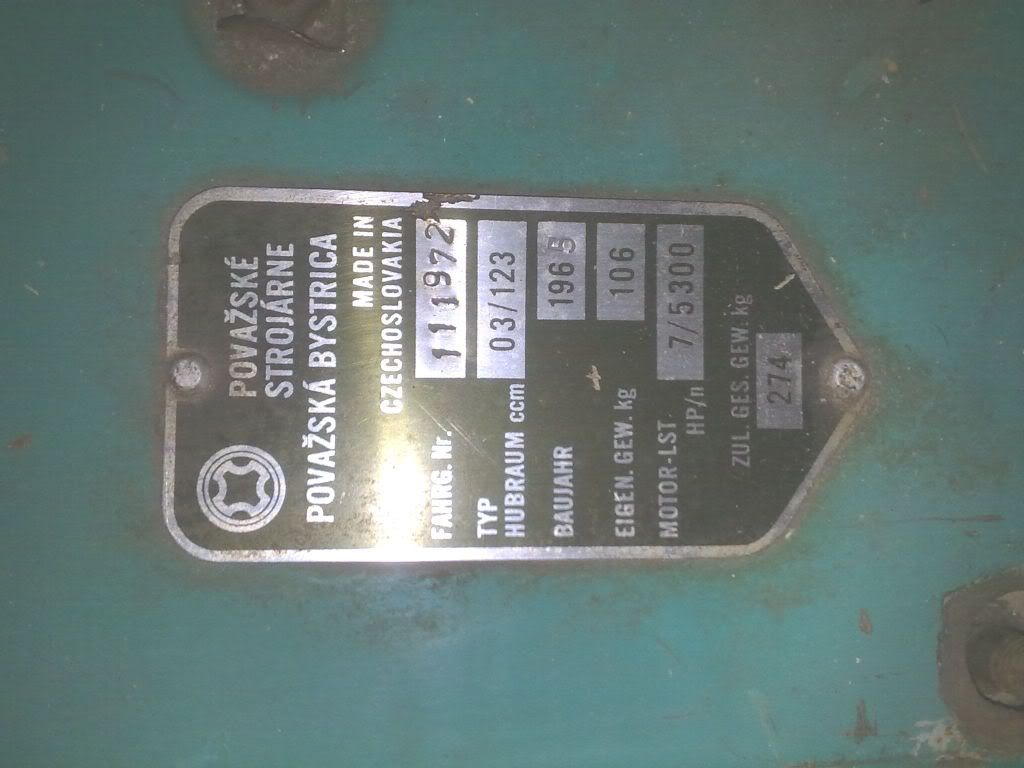 POVAŽSKÉ
STROJÁRNE
POVAŽSKÁ BYSTRICA
MADE IN
CZECHOSLOVAKIA
FAHRG. Nr. 111972
TYP
HUBRAUM ccm 03/123
BAUJAHR 1965
EIGEN. GEW. kg 106
MOTOR-LST
HP/n 7/5300
ZUL. GES. GEW. kg
274